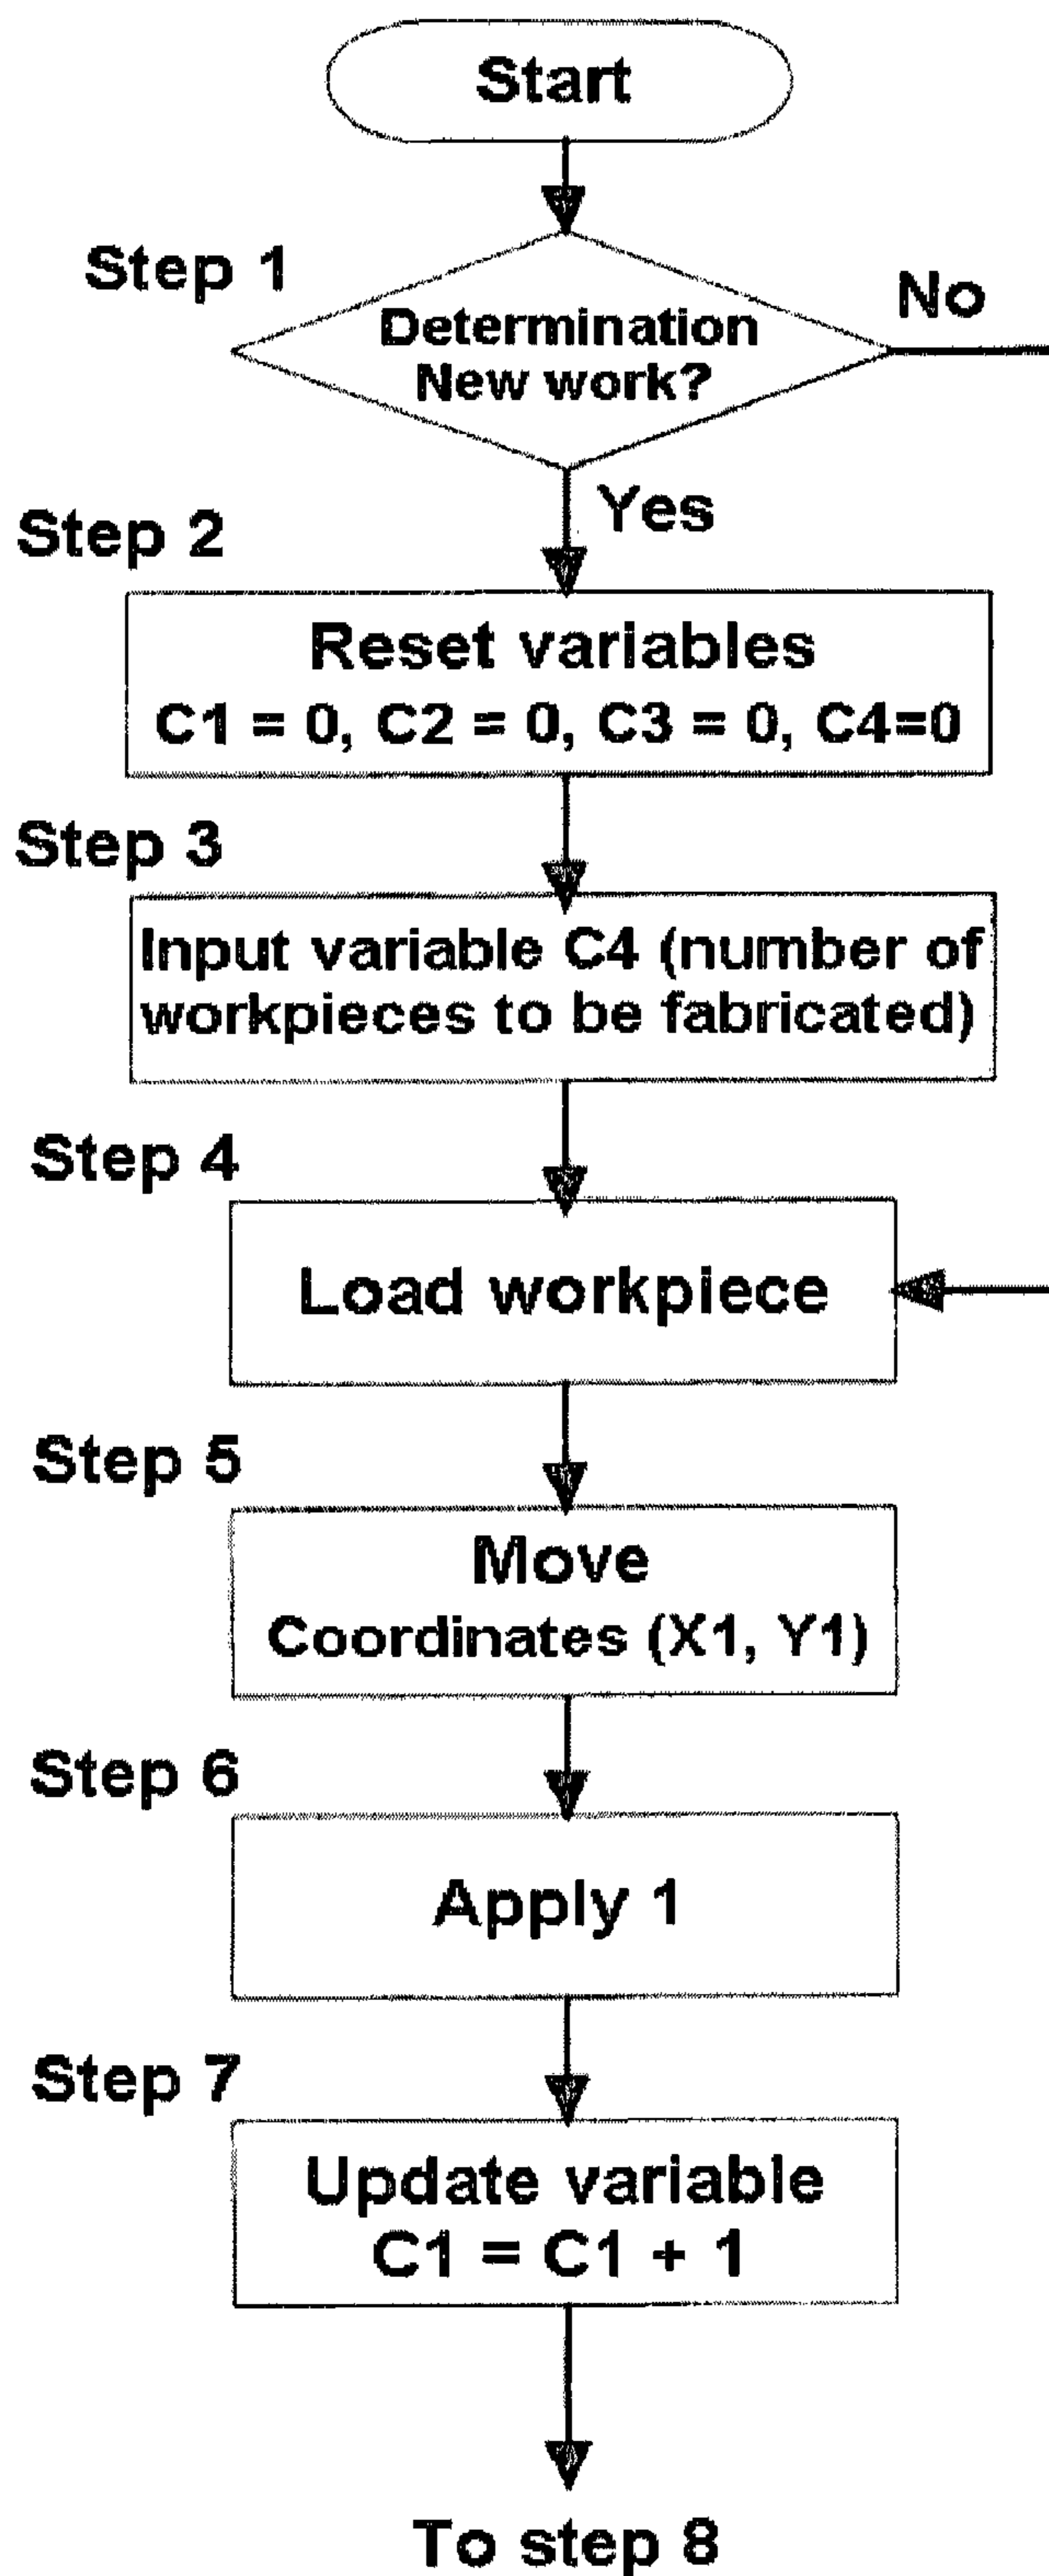 Start
Step 1
Determination
New work?
No
Yes
Step 2
Reset variables
C1 = 0, C2 = 0, C3 = 0, C4=0
Step 3
Input variable C4 (number of
workpieces to be fabricated)
Step 4
Load workpiece
Step 5
Move
Coordinates (X1, Y1)
Step 6
Apply 1
Step 7
Update variable
C1 = C1 + 1
To step 8